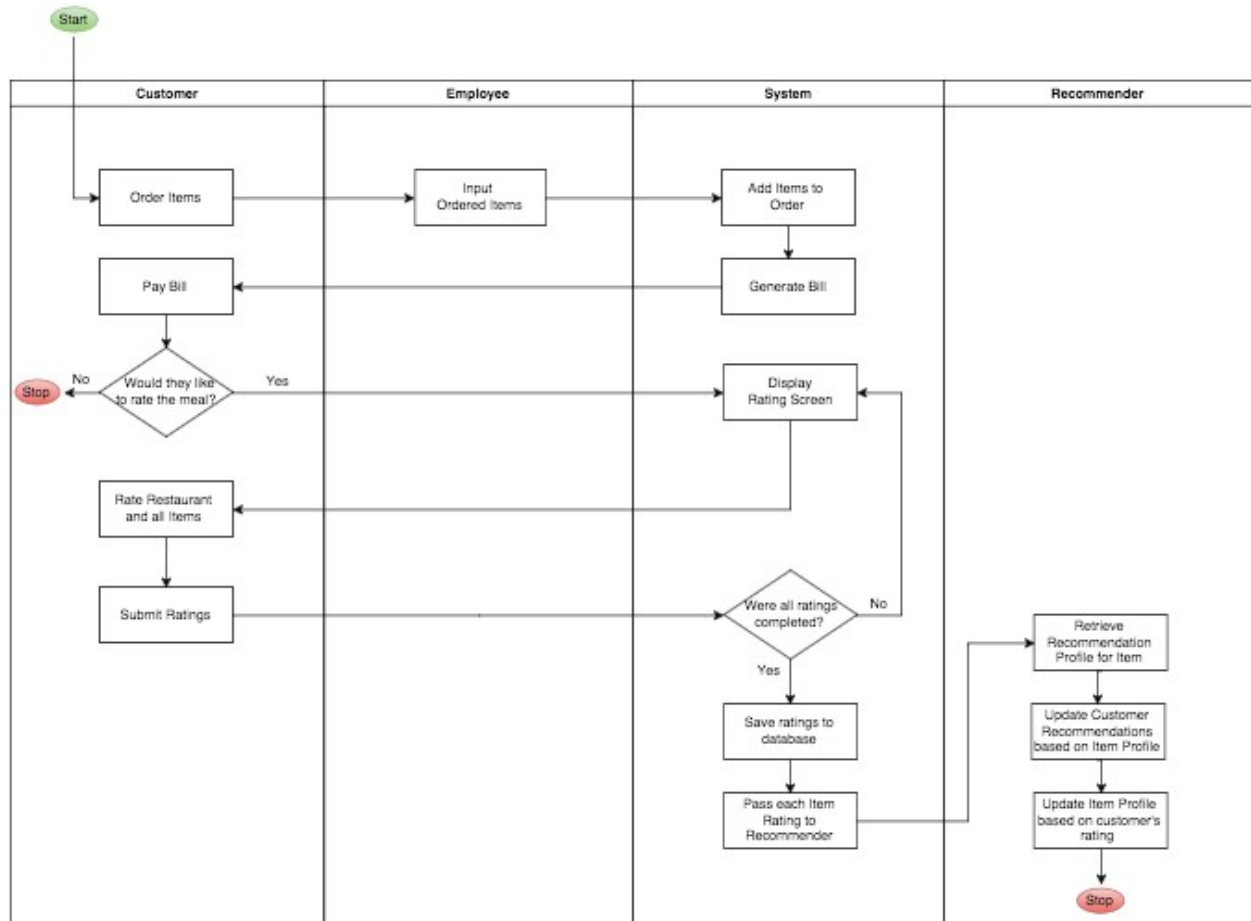 Start
Customer
Employee
System
Recommender
Order Items
Input
Ordered Items
Add Items to
Order
Pay Bill
Generate Bill
Would they like
to rate the meal?
No
Yes
Stop
Display
Rating Screen
Rate Restaurant
and all Items
Submit Ratings
Were all ratings
completed?
No
Yes
Retrieve
Recommendation
Profile for Item
Save ratings to
database
Update Customer
Recommendations
based on Item Profile
Pass each Item
Rating to
Recommender
Update Item Profile
based on customer's
rating
Stop